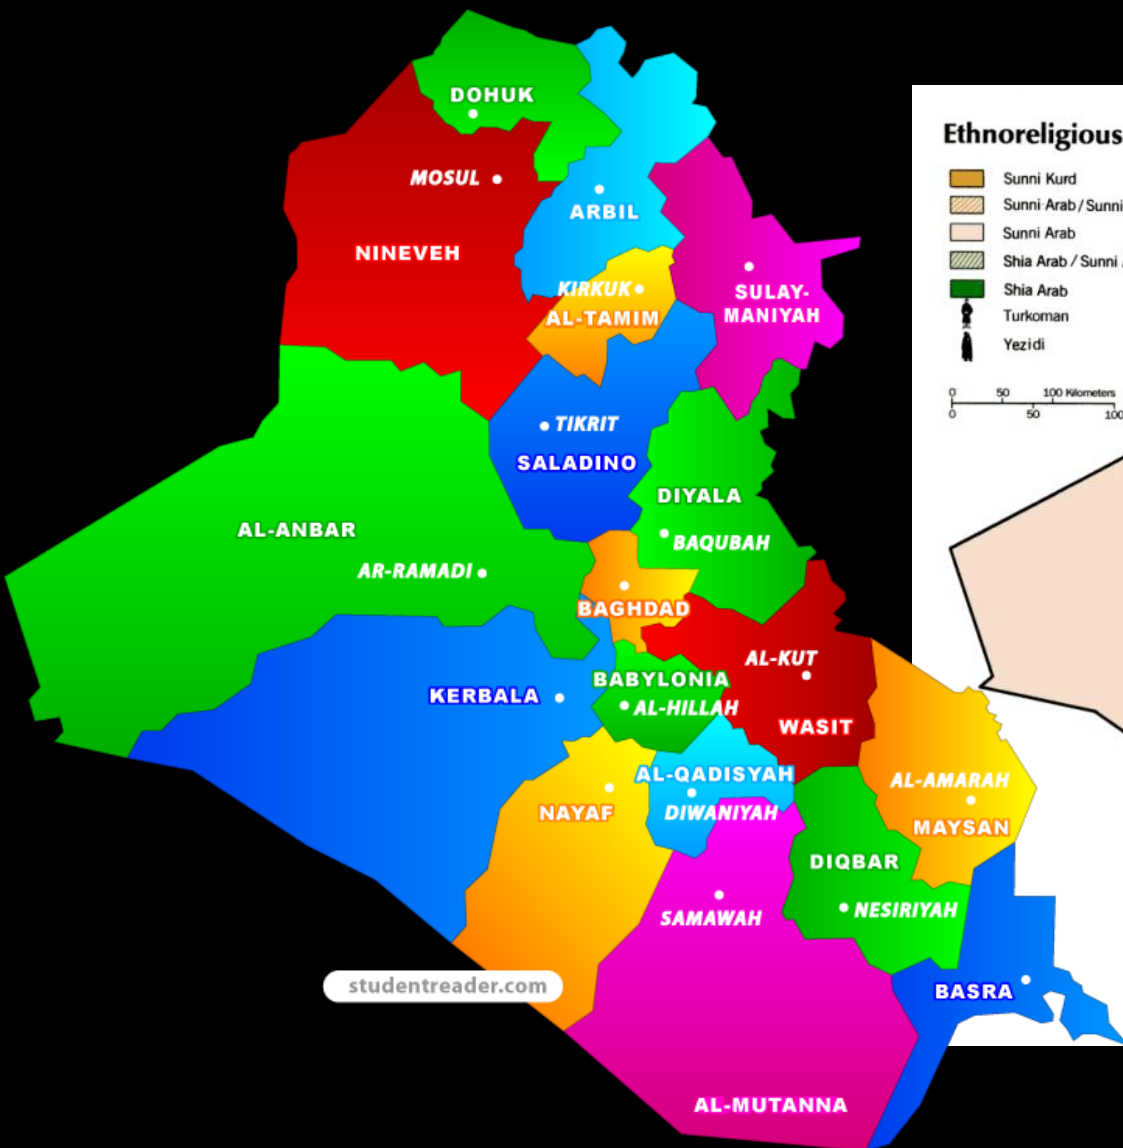 DOHUK
MOSUL
ARBIL
NINEVEH
KIRKUK
AL-TAMIM
SULAY-
MANIYAH
TIKRIT
SALADINO
DIYALA
BAQUBAH
AL-ANBAR
AR-RAMADI
BAGHDAD
AL-KUT
BABYLONIA
KERBALA
AL-HILLAH
WASIT
AL-QADISYAH
AL-AMARAH
NAYAF
DIWANIYAH
MAYSAN
DIQBAR
SAMAWAH
NESIRIYAH
studentreader.com
BASRA
AL-MUTANNA
Ethnoreligious
Sunni Kurd
Sunni Arab / Sunni
Sunni Arab
Shia Arab / Sunni
Shia Arab
Turkoman
Yezidi
0 50 100 Kilometers
0 50 100